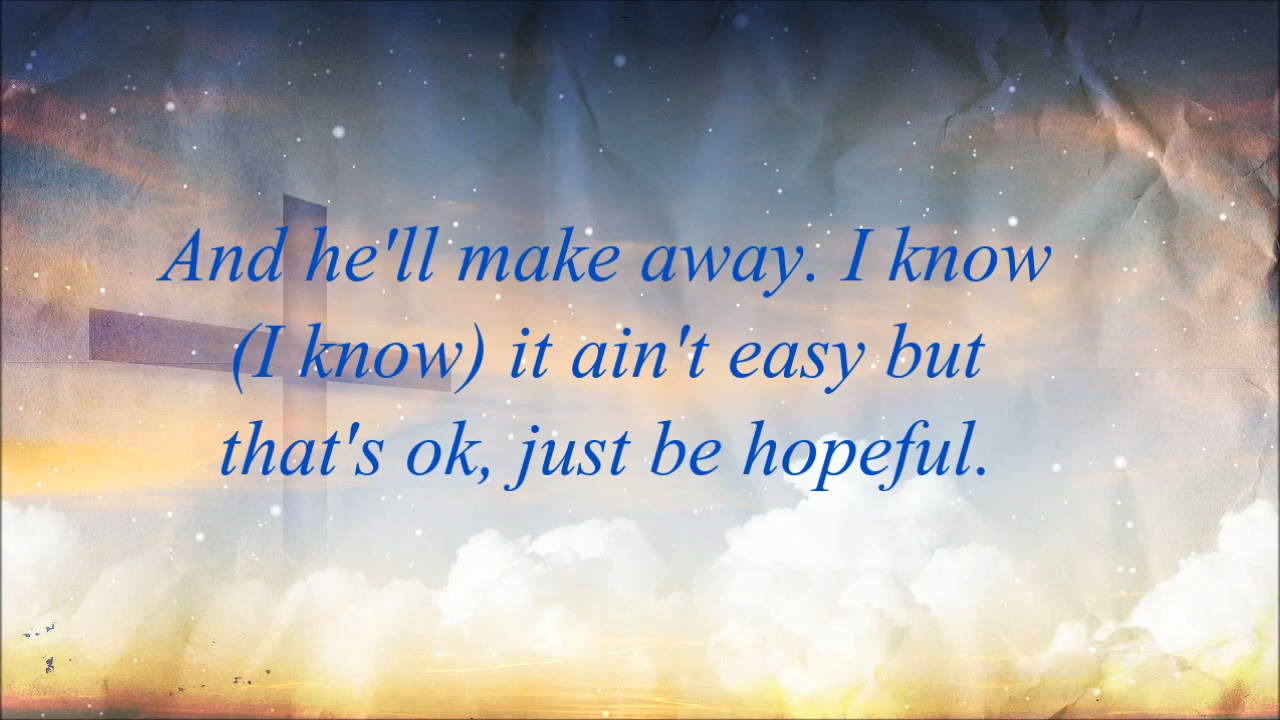 And he'll make away. I know
(I know) it ain't easy but
that's ok, just be hopeful.